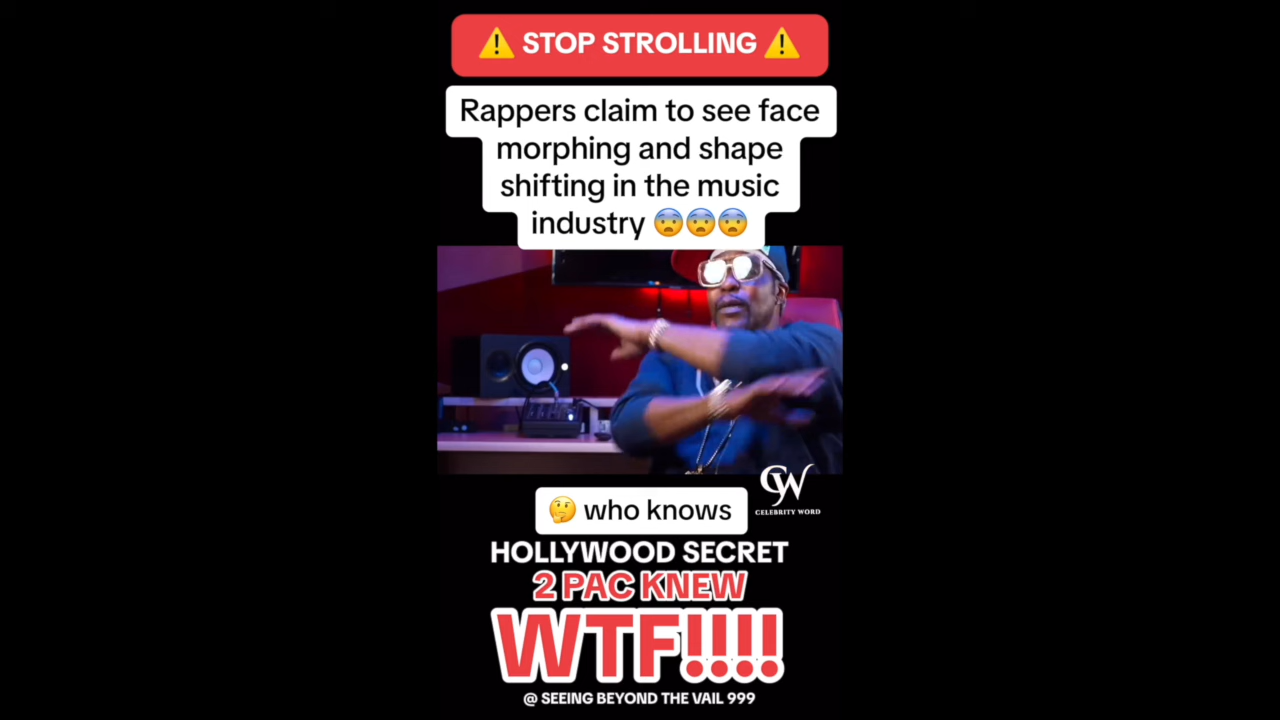 ⚠️ STOP STROLLING ⚠️
Rappers claim to see face
morphing and shape
shifting in the music
industry 😨😨😨
CW
CELEBRITY WORD
🤔 who knows
HOLLYWOOD SECRET
2 PAC KNEW
WTF!!!!
@ SEEING BEYOND THE VAIL 999